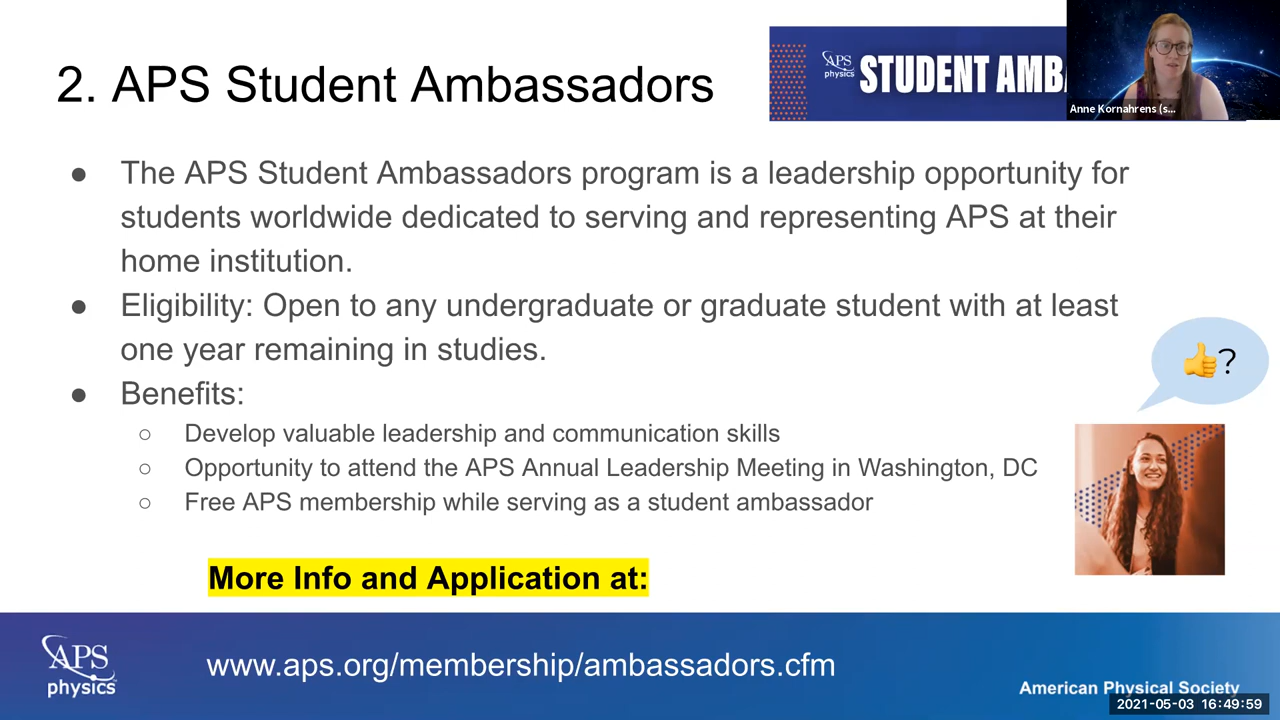 2. APS Student Ambassadors
APS
physics
STUDENT AMB
Anne Kornahrens (s...
● The APS Student Ambassadors program is a leadership opportunity for
students worldwide dedicated to serving and representing APS at their
home institution.
● Eligibility: Open to any undergraduate or graduate student with at least
one year remaining in studies.
👍?
● Benefits:
○ Develop valuable leadership and communication skills
○ Opportunity to attend the APS Annual Leadership Meeting in Washington, DC
○ Free APS membership while serving as a student ambassador
More Info and Application at:
APS
physics
www.aps.org/membership/ambassadors.cfm
American Physical Society
2021-05-03 16:49:59